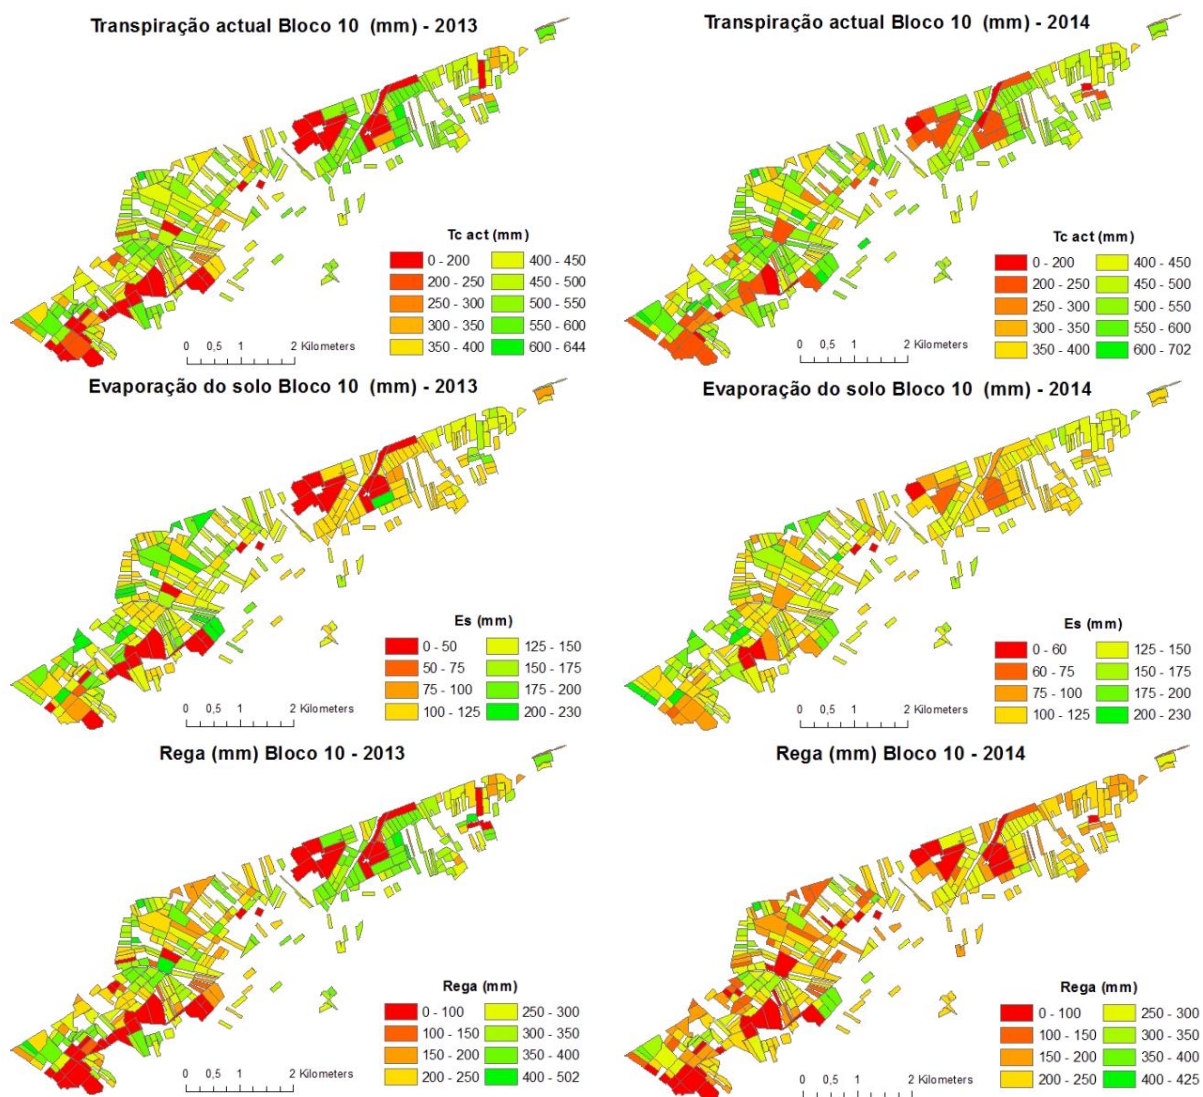 Transpiração actual Bloco 10 (mm) - 2013
Tc act (mm)
0 - 200
200 - 250
250 - 300
300 - 350
350 - 400
400 - 450
450 - 500
500 - 550
550 - 600
600 - 644
0 0,5 1 2 Kilometers
Transpiração actual Bloco 10 (mm) - 2014
Tc act (mm)
0 - 200
200 - 250
250 - 300
300 - 350
350 - 400
400 - 450
450 - 500
500 - 550
550 - 600
600 - 702
0 0,5 1 2 Kilometers
Evaporação do solo Bloco 10 (mm) - 2013
Es (mm)
0 - 50
50 - 75
75 - 100
100 - 125
125 - 150
150 - 175
175 - 200
200 - 230
0 0,5 1 2 Kilometers
Evaporação do solo Bloco 10 (mm) - 2014
Es (mm)
0 - 60
60 - 75
75 - 100
100 - 125
125 - 150
150 - 175
175 - 200
200 - 230
0 0,5 1 2 Kilometers
Rega (mm) Bloco 10 - 2013
Rega (mm)
0 - 100
100 - 150
150 - 200
200 - 250
250 - 300
300 - 350
350 - 400
400 - 502
0 0,5 1 2 Kilometers
Rega (mm) Bloco 10 - 2014
Rega (mm)
0 - 100
100 - 150
150 - 200
200 - 250
250 - 300
300 - 350
350 - 400
400 - 425
0 0,5 1 2 Kilometers